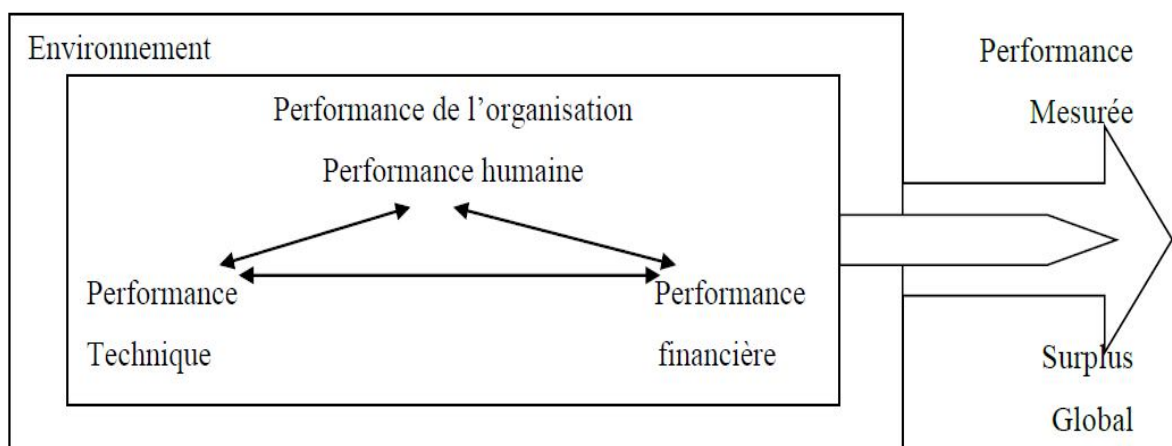 Environnement
Performance de l’organisation
Performance humaine
Performance
Technique
Performance
financière
Performance
Mesurée
Surplus
Global